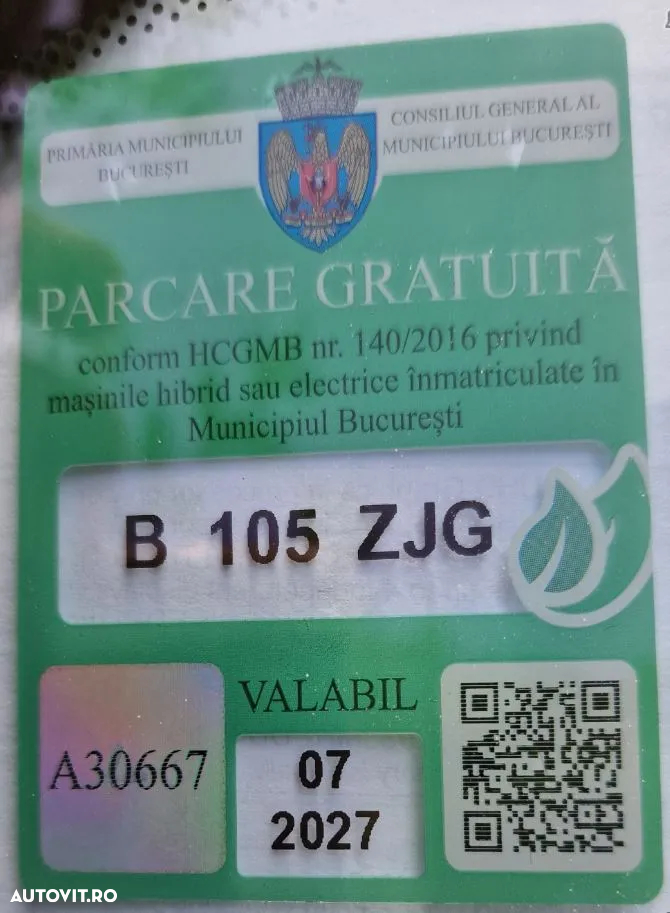 PRIMĂRIA MUNICIPIULUI
BUCUREȘTI
CONSILIUL GENERAL AL
MUNICIPIULUI BUCUREȘTI
PARCARE GRATUITĂ
conform HCGMB nr. 140/2016 privind
mașinile hibrid sau electrice înmatriculate în
Municipiul București
B 105 ZJG
VALABIL
A30667
07
2027
AUTOVIT.RO